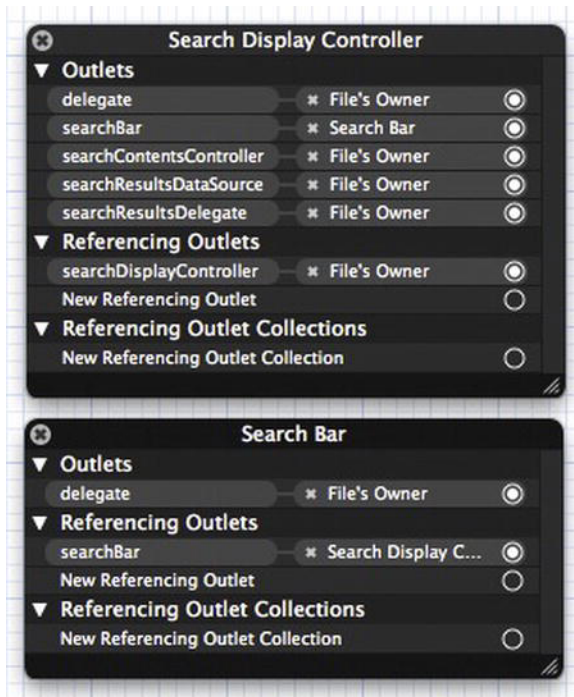 Search Display Controller
Outlets
delegate File's Owner
searchBar Search Bar
searchContentsController File's Owner
searchResultsDataSource File's Owner
searchResultsDelegate File's Owner
Referencing Outlets
searchDisplayController File's Owner
New Referencing Outlet
Referencing Outlet Collections
New Referencing Outlet Collection
Search Bar
Outlets
delegate File's Owner
Referencing Outlets
searchBar Search Display C...
New Referencing Outlet
Referencing Outlet Collections
New Referencing Outlet Collection